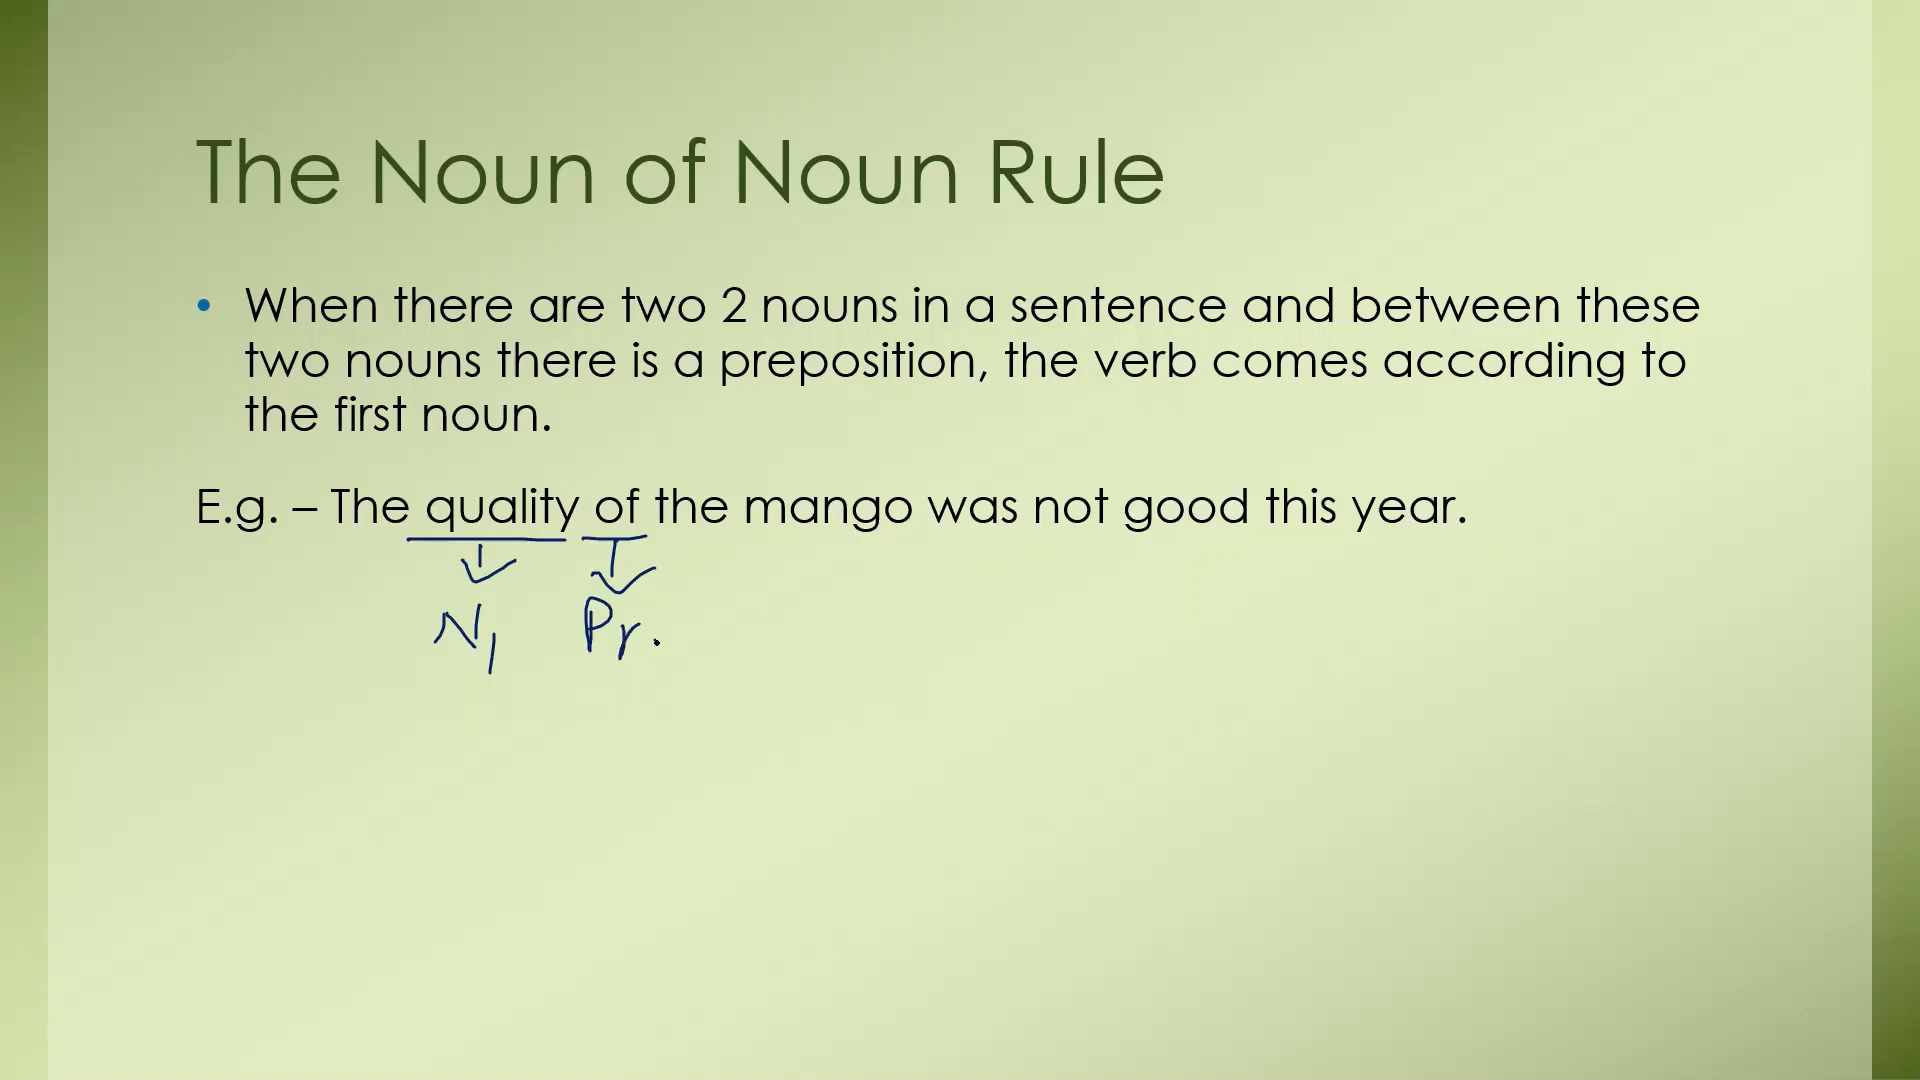 The Noun of Noun Rule
• When there are two 2 nouns in a sentence and between these
two nouns there is a preposition, the verb comes according to
the first noun.
E.g. – The quality of the mango was not good this year.
N1 Pr.